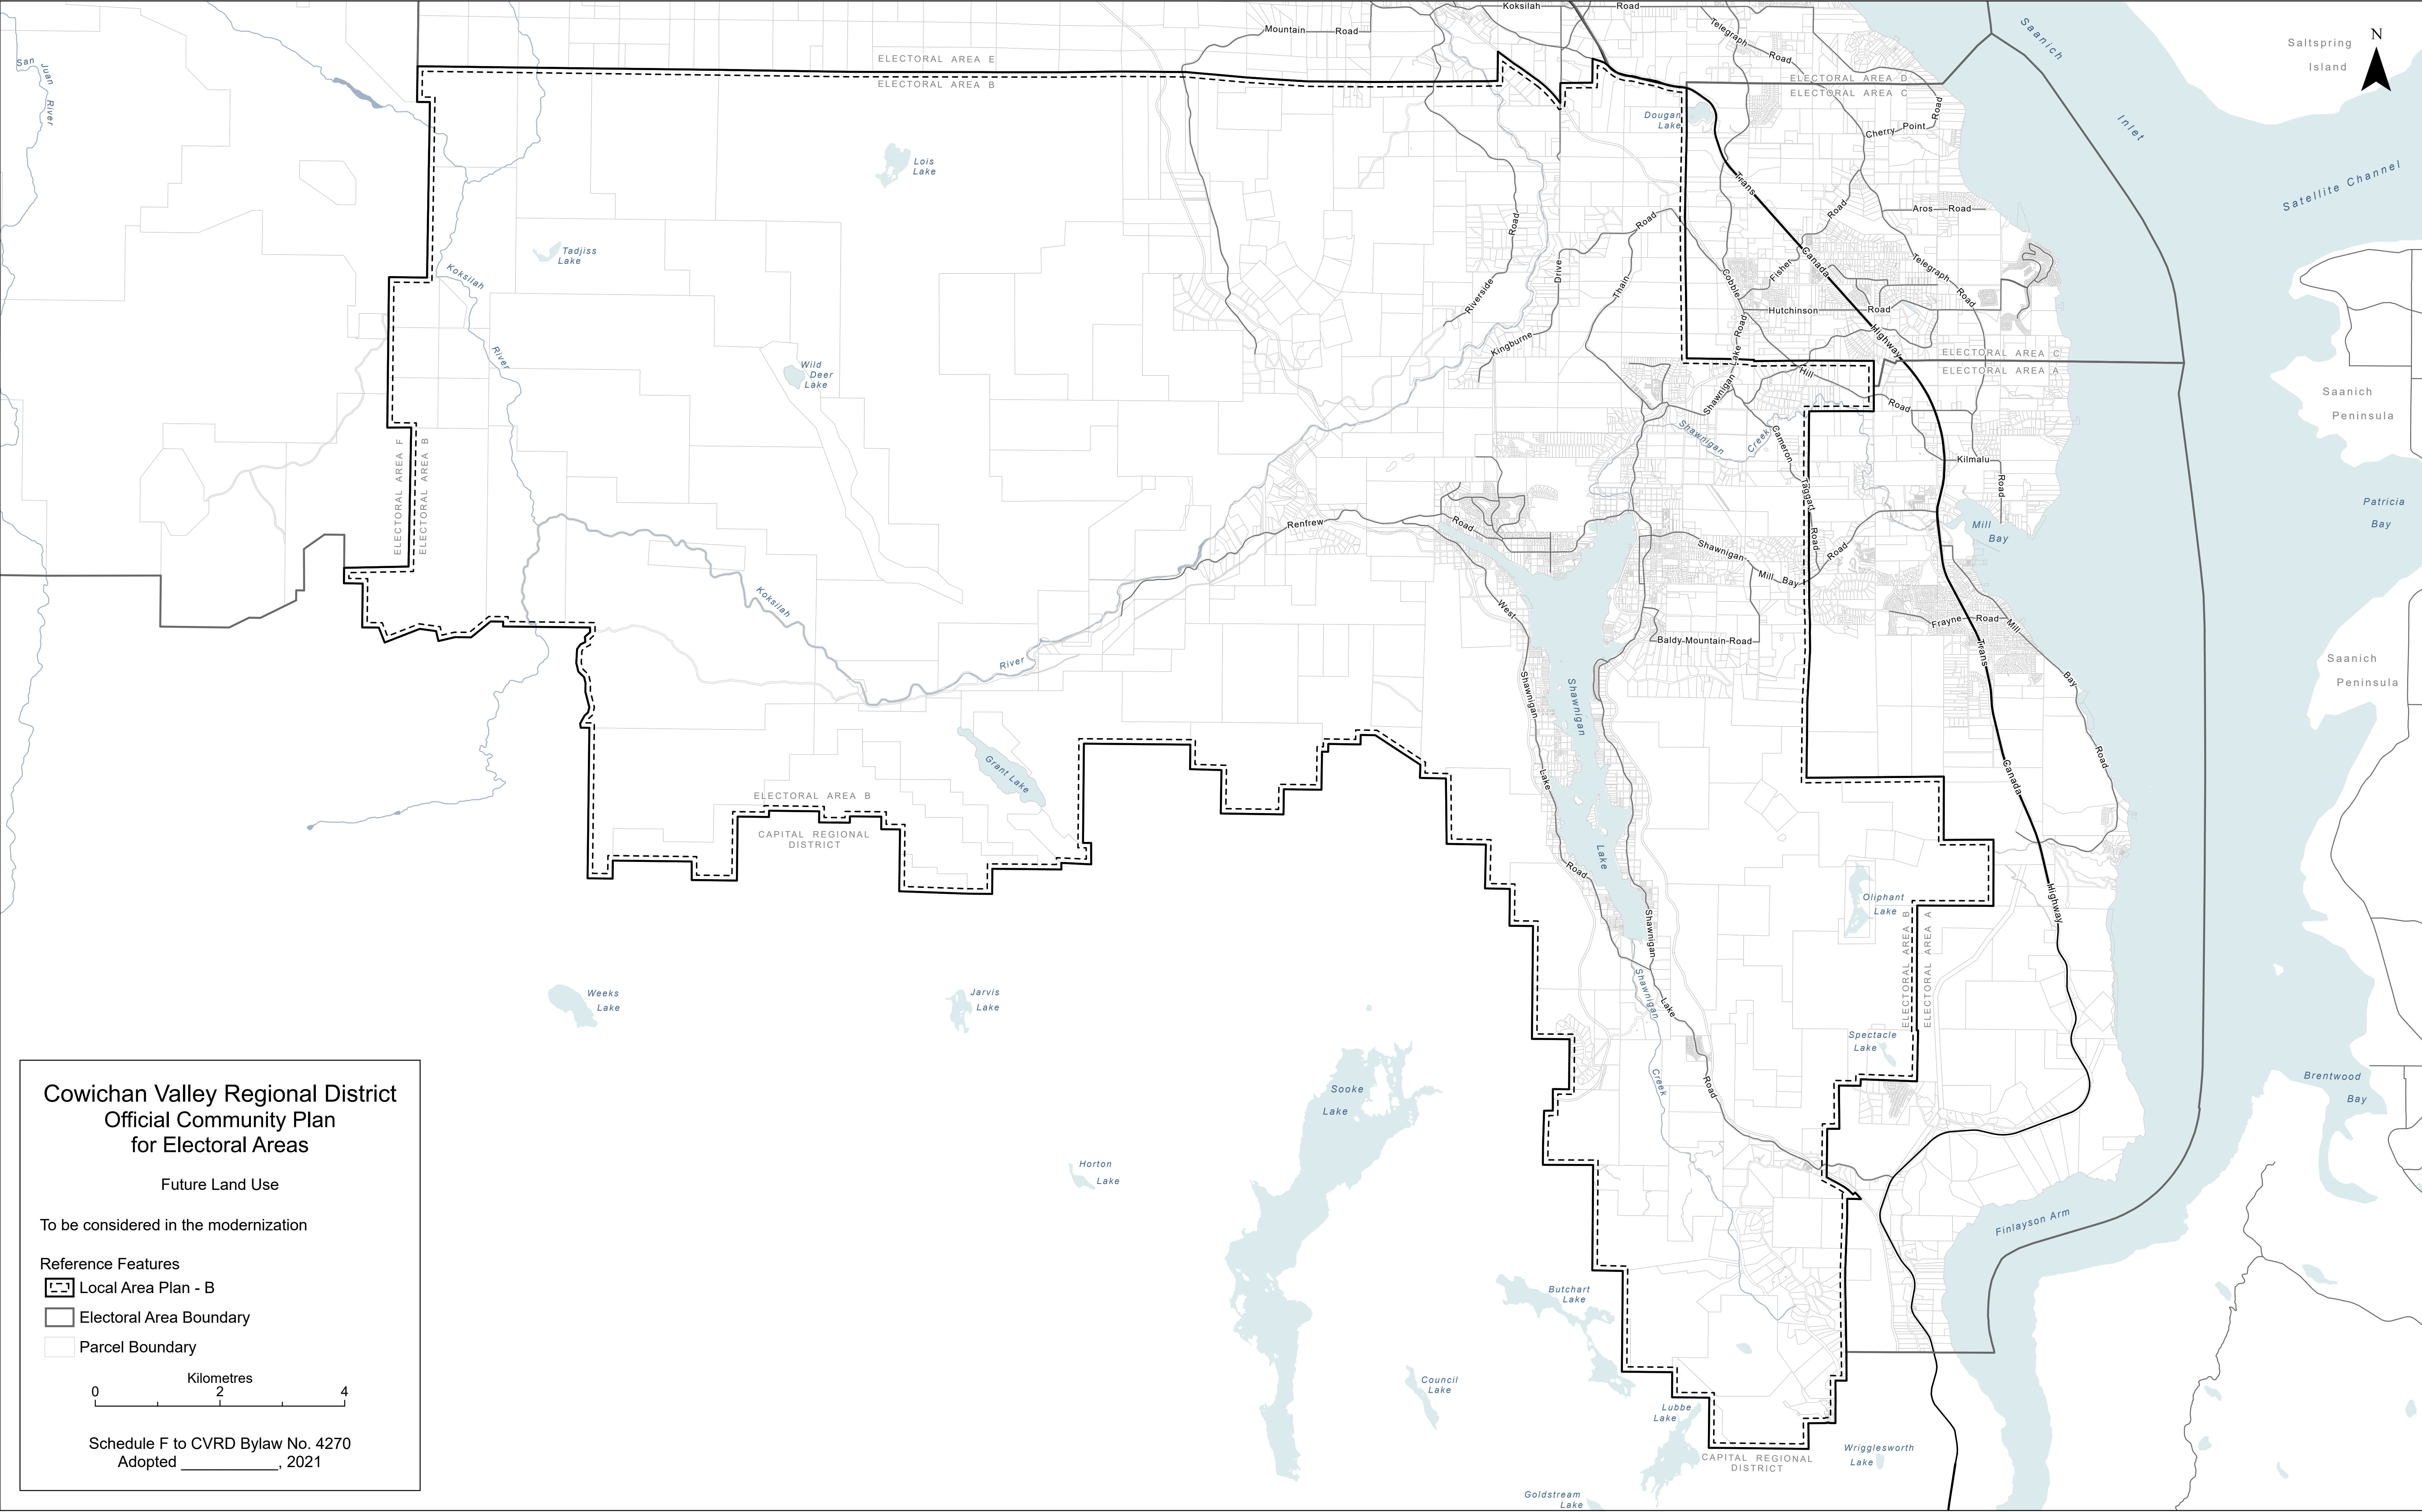 Koksilah Road
Mountain Road
Telegraph Road
Saanich
Inlet
Saltspring
Island
N
San
Juan
River
ELECTORAL AREA E
ELECTORAL AREA B
ELECTORAL AREA D
ELECTORAL AREA C
Dougan
Lake
Cherry Point Road
Satellite Channel
Lois
Lake
Trans
Canada
Highway
Road
Aros Road
Riverside
Road
Drive
Kingburne
Thain
Road
Tadjiss
Lake
Koksilah
River
Cobble
Hill
Road
Fisher
Telegraph
Road
Hutchinson Road
Shawnigan
Lake
Road
Wild
Deer
Lake
ELECTORAL AREA C
ELECTORAL AREA A
Saanich
Peninsula
ELECTORAL AREA F
ELECTORAL AREA B
Shawnigan
Creek
Cameron
Taggart
Road
Kilmalu
Road
Patricia
Bay
Mill
Bay
Renfrew
Road
Shawnigan
Mill Bay
Road
Koksilah
River
West
Shawnigan
Lake
Road
Baldy Mountain Road
Frayne Road
Mill
Bay
Road
Trans
Canada
Highway
Saanich
Peninsula
Shawnigan
Lake
Grant Lake
ELECTORAL AREA B
CAPITAL REGIONAL
DISTRICT
Oliphant
Lake
ELECTORAL AREA B
ELECTORAL AREA A
Shawnigan
Lake
Road
Shawnigan
Creek
Weeks
Lake
Jarvis
Lake
Spectacle
Lake
Sooke
Lake
Brentwood
Bay
Horton
Lake
Finlayson Arm
Butchart
Lake
Council
Lake
Lubbe
Lake
Wrigglesworth
Lake
CAPITAL REGIONAL
DISTRICT
Goldstream
Lake
Cowichan Valley Regional District
Official Community Plan
for Electoral Areas
Future Land Use
To be considered in the modernization
Reference Features
Local Area Plan - B
Electoral Area Boundary
Parcel Boundary
Kilometres
0 2 4
Schedule F to CVRD Bylaw No. 4270
Adopted ___________, 2021